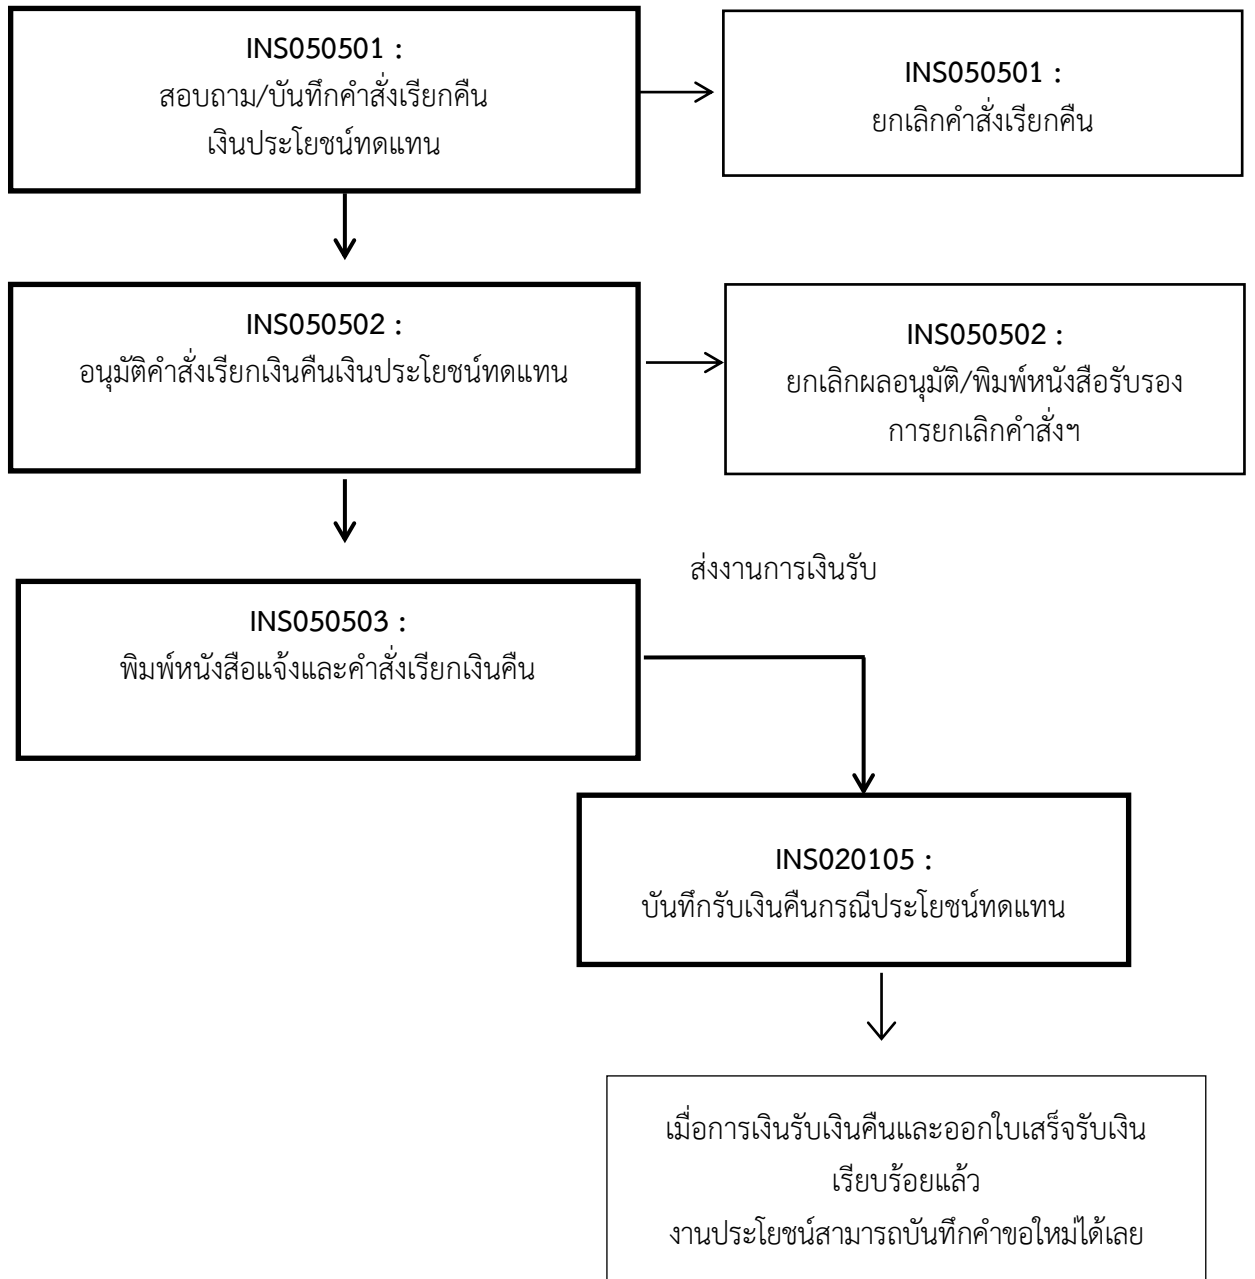 INS050501 :
สอบถาม/บันทึกคำสั่งเรียกคืน
เงินประโยชน์ทดแทน
INS050501 :
ยกเลิกคำสั่งเรียกคืน
INS050502 :
อนุมัติคำสั่งเรียกเงินคืนเงินประโยชน์ทดแทน
INS050502 :
ยกเลิกผลอนุมัติ/พิมพ์หนังสือรับรอง
การยกเลิกคำสั่งฯ
ส่งงานการเงินรับ
INS050503 :
พิมพ์หนังสือแจ้งและคำสั่งเรียกเงินคืน
INS020105 :
บันทึกรับเงินคืนกรณีประโยชน์ทดแทน
เมื่อการเงินรับเงินคืนและออกใบเสร็จรับเงิน
เรียบร้อยแล้ว
งานประโยชน์สามารถบันทึกคำขอใหม่ได้เลย